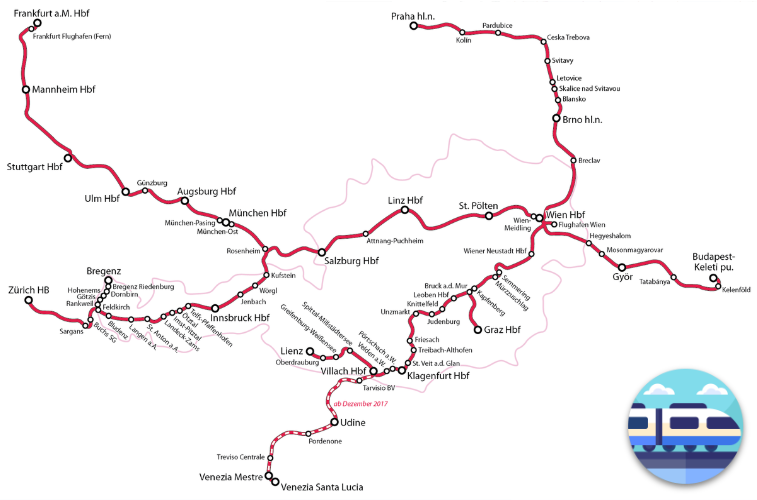 Frankfurt a.M. Hbf
Frankfurt Flughafen (Fern)
Mannheim Hbf
Stuttgart Hbf
Ulm Hbf
Günzburg
Augsburg Hbf
München-Pasing
München Hbf
München-Ost
Rosenheim
Salzburg Hbf
Attnang-Puchheim
Linz Hbf
St. Pölten
Wien-
Meidling
Wien Hbf
Flughafen Wien
Praha hl.n.
Kolin
Pardubice
Ceska Trebova
Svitavy
Letovice
Skalice nad Svitavou
Blansko
Brno hl.n.
Breclav
Hegyeshalom
Mosonmagyarovar
Győr
Tatabánya
Budapest-
Keleti pu.
Kelenföld
Wiener Neustadt Hbf
Semmering
Mürzzuschlag
Kapfenberg
Bruck a.d. Mur
Leoben Hbf
Knittelfeld
Judenburg
Unzmarkt
Graz Hbf
Friesach
Treibach-Althofen
St. Veit a.d. Glan
Klagenfurt Hbf
Pörtschach a.W.
Velden a.W.
Villach Hbf
Spittal-Millstättersee
Greifenburg-Weißensee
Lienz
Oberdrauburg
Tarvisio BV
ab Dezember 2017
Udine
Pordenone
Treviso Centrale
Venezia Mestre
Venezia Santa Lucia
Kufstein
Wörgl
Jenbach
Innsbruck Hbf
Telfs-Pfaffenhofen
Ötztal
Imst-Pitztal
Landeck-Zams
St. Anton a.A.
Langen a.A.
Bludenz
Feldkirch
Rankweil
Götzis
Hohenems
Dornbirn
Bregenz Riedenburg
Bregenz
Buchs SG
Sargans
Zürich HB